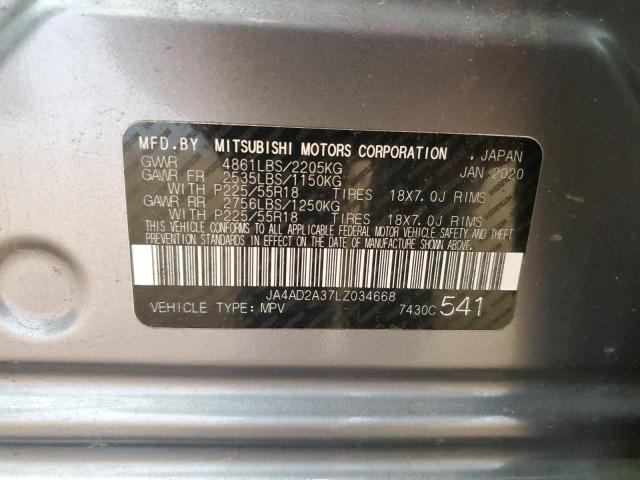 MFD.BY MITSUBISHI MOTORS CORPORATION , JAPAN
GVWR 4861LBS/2205KG JAN 2020
GAWR FR 2535LBS/1150KG
WITH P225/55R18 TIRES 18X7.0J RIMS
GAWR RR 2756LBS/1250KG
WITH P225/55R18 TIRES 18X7.0J RIMS
THIS VEHICLE CONFORMS TO ALL APPLICABLE FEDERAL MOTOR VEHICLE SAFETY AND THEFT
PREVENTION STANDARDS IN EFFECT ON THE DATE OF MANUFACTURE SHOWN ABOVE.
JA4AD2A37LZ034668
VEHICLE TYPE: MPV 7430C 541